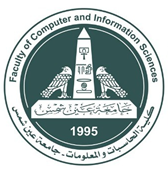 Faculty of Computer and Information Sciences
جامعة عين شمس
1995
كلية الحاسبات والمعلومات - جامعة عين شمس